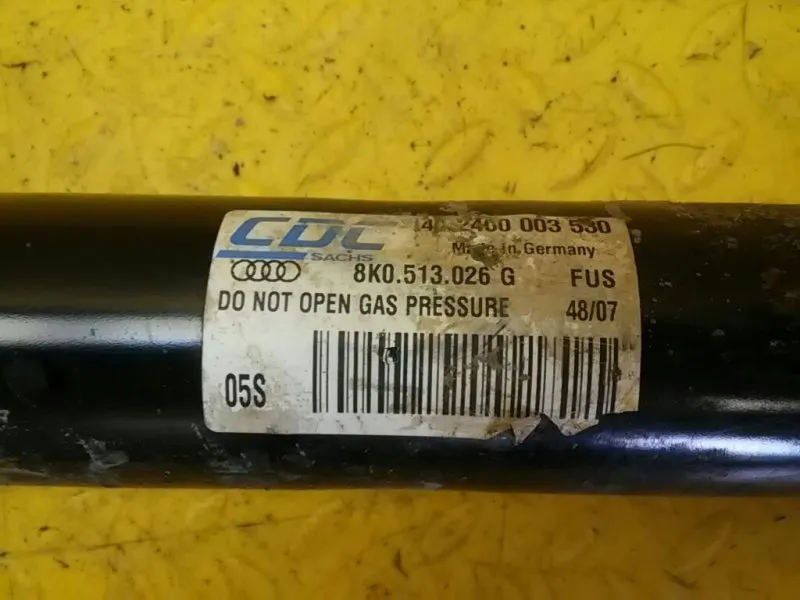 CDC
SACHS
2400 003 530
Made in Germany
8K0.513.026 G FUS
DO NOT OPEN GAS PRESSURE 48/07
05S